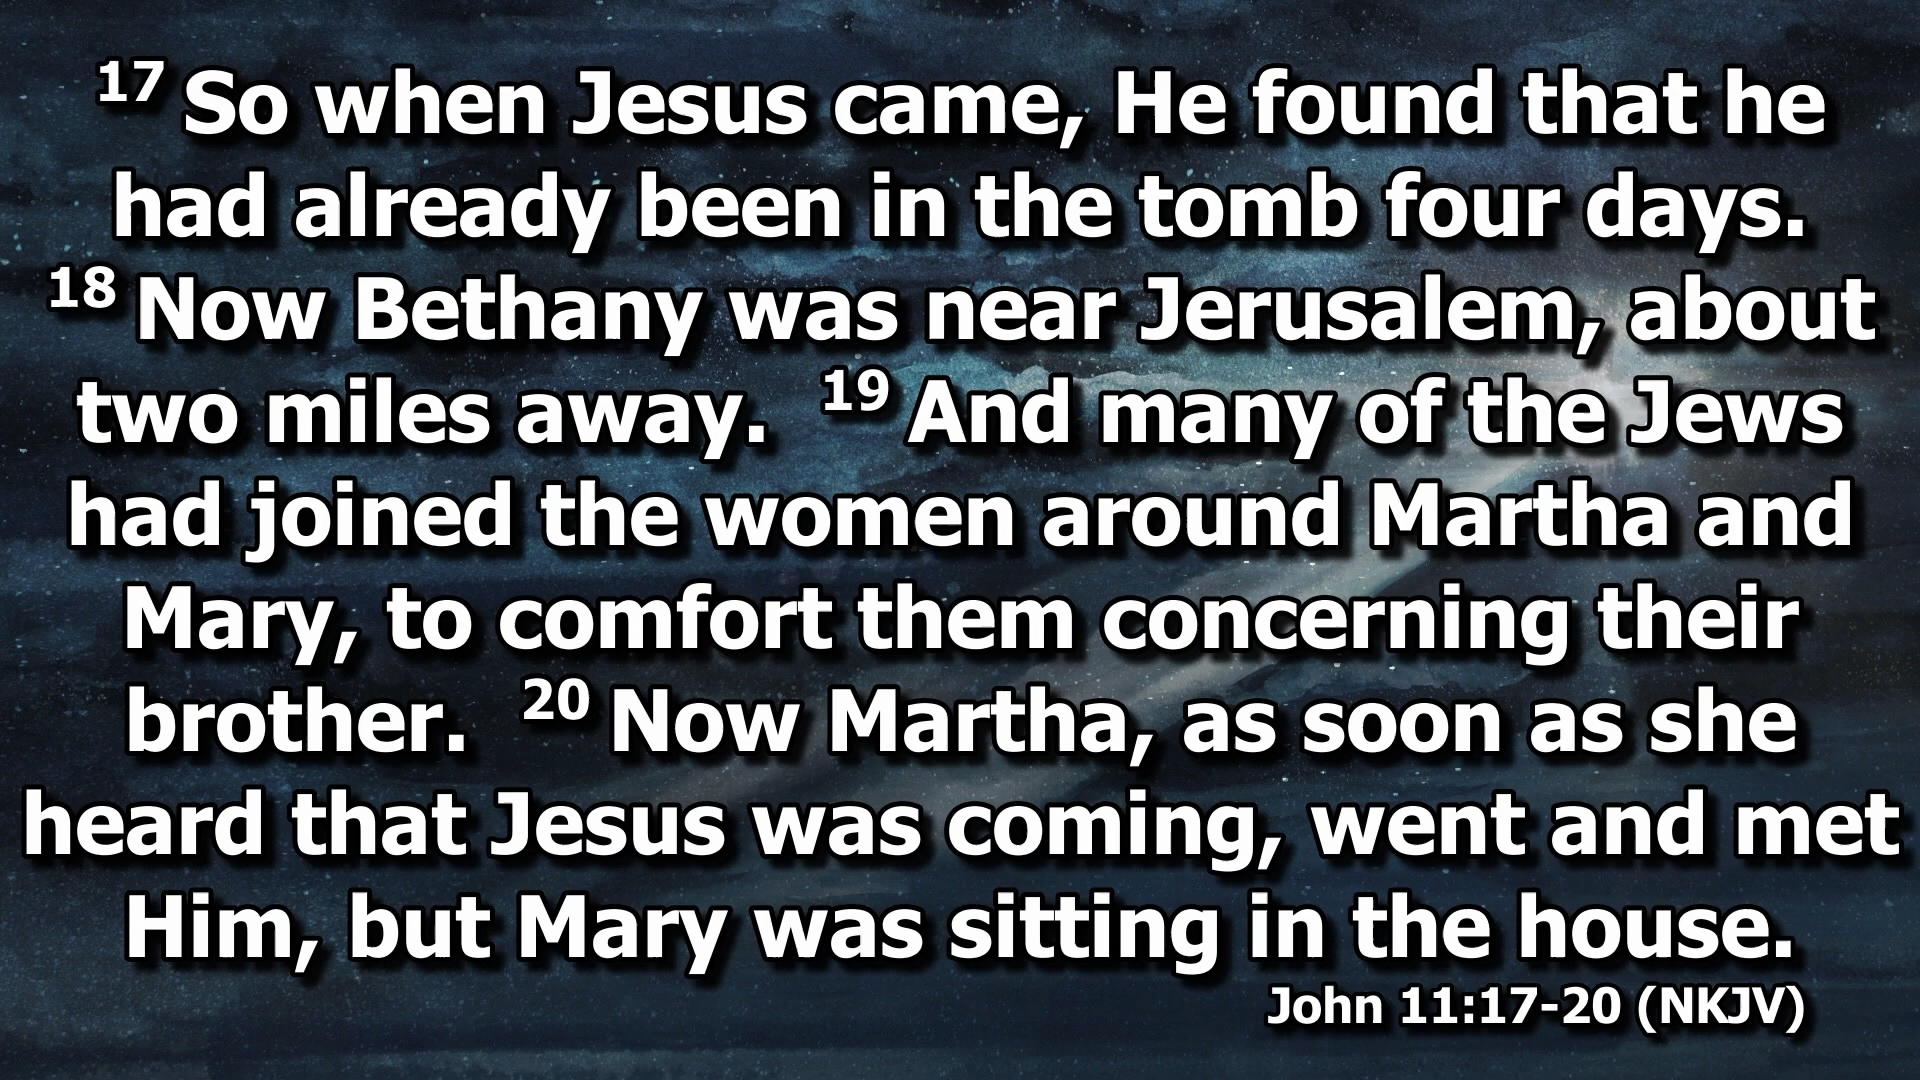 17 So when Jesus came, He found that he
had already been in the tomb four days.
18 Now Bethany was near Jerusalem, about
two miles away. 19 And many of the Jews
had joined the women around Martha and
Mary, to comfort them concerning their
brother. 20 Now Martha, as soon as she
heard that Jesus was coming, went and met
Him, but Mary was sitting in the house.
John 11:17-20 (NKJV)